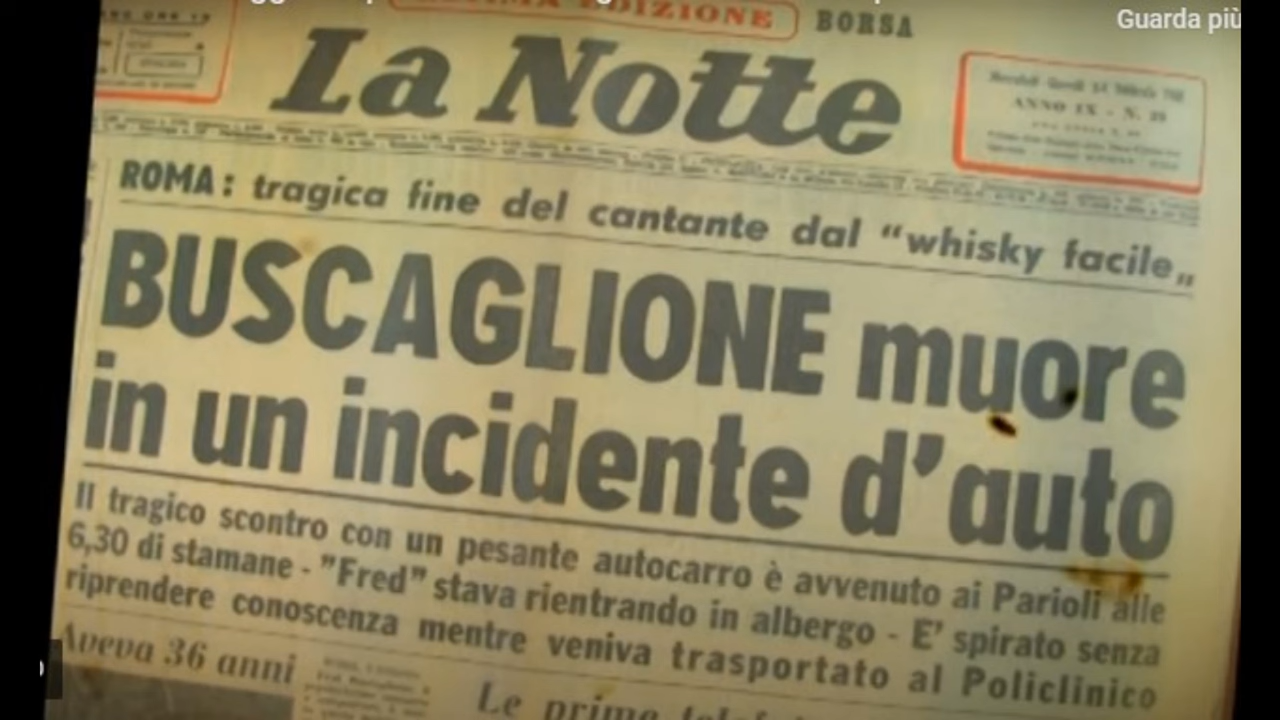 EDIZIONE
BORSA
Guarda più
La Notte
ANNO IX - N. 29
ROMA: tragica fine del cantante dal "whisky facile„
BUSCAGLIONE muore
in un incidente d'auto
Il tragico scontro con un pesante autocarro è avvenuto ai Parioli alle
6,30 di stamane - "Fred" stava rientrando in albergo - E' spirato senza
riprendere conoscenza mentre veniva trasportato al Policlinico
Aveva 36 anni
Le prime